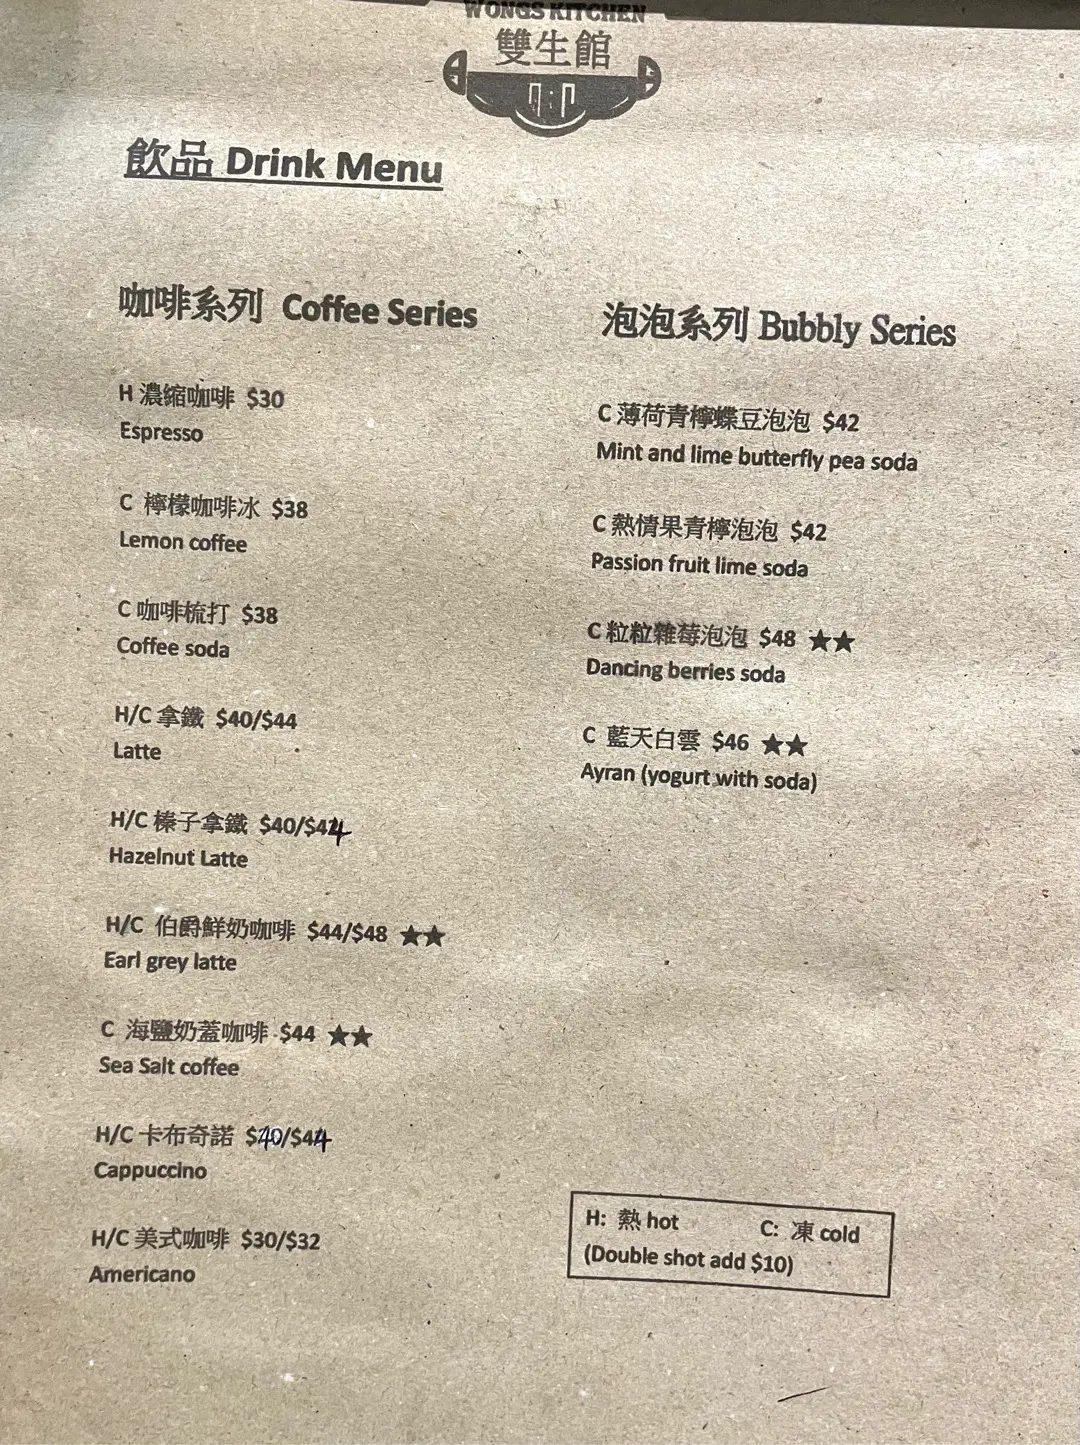 WONGS KITCHEN
雙生館
飲品 Drink Menu
咖啡系列 Coffee Series
H 濃縮咖啡 $30
Espresso
C 檸檬咖啡冰 $38
Lemon coffee
C 咖啡梳打 $38
Coffee soda
H/C 拿鐵 $40/$44
Latte
H/C 榛子拿鐵 $40/$44
Hazelnut Latte
H/C 伯爵鮮奶咖啡 $44/$48 ★★
Earl grey latte
C 海鹽奶蓋咖啡 $44 ★★
Sea Salt coffee
H/C 卡布奇諾 $40/$44
Cappuccino
H/C 美式咖啡 $30/$32
Americano
泡泡系列 Bubbly Series
C 薄荷青檸蝶豆泡泡 $42
Mint and lime butterfly pea soda
C 熱情果青檸泡泡 $42
Passion fruit lime soda
C 粒粒雜莓泡泡 $48 ★★
Dancing berries soda
C 藍天白雲 $46 ★★
Ayran (yogurt with soda)
H: 熱 hot C: 凍 cold
(Double shot add $10)